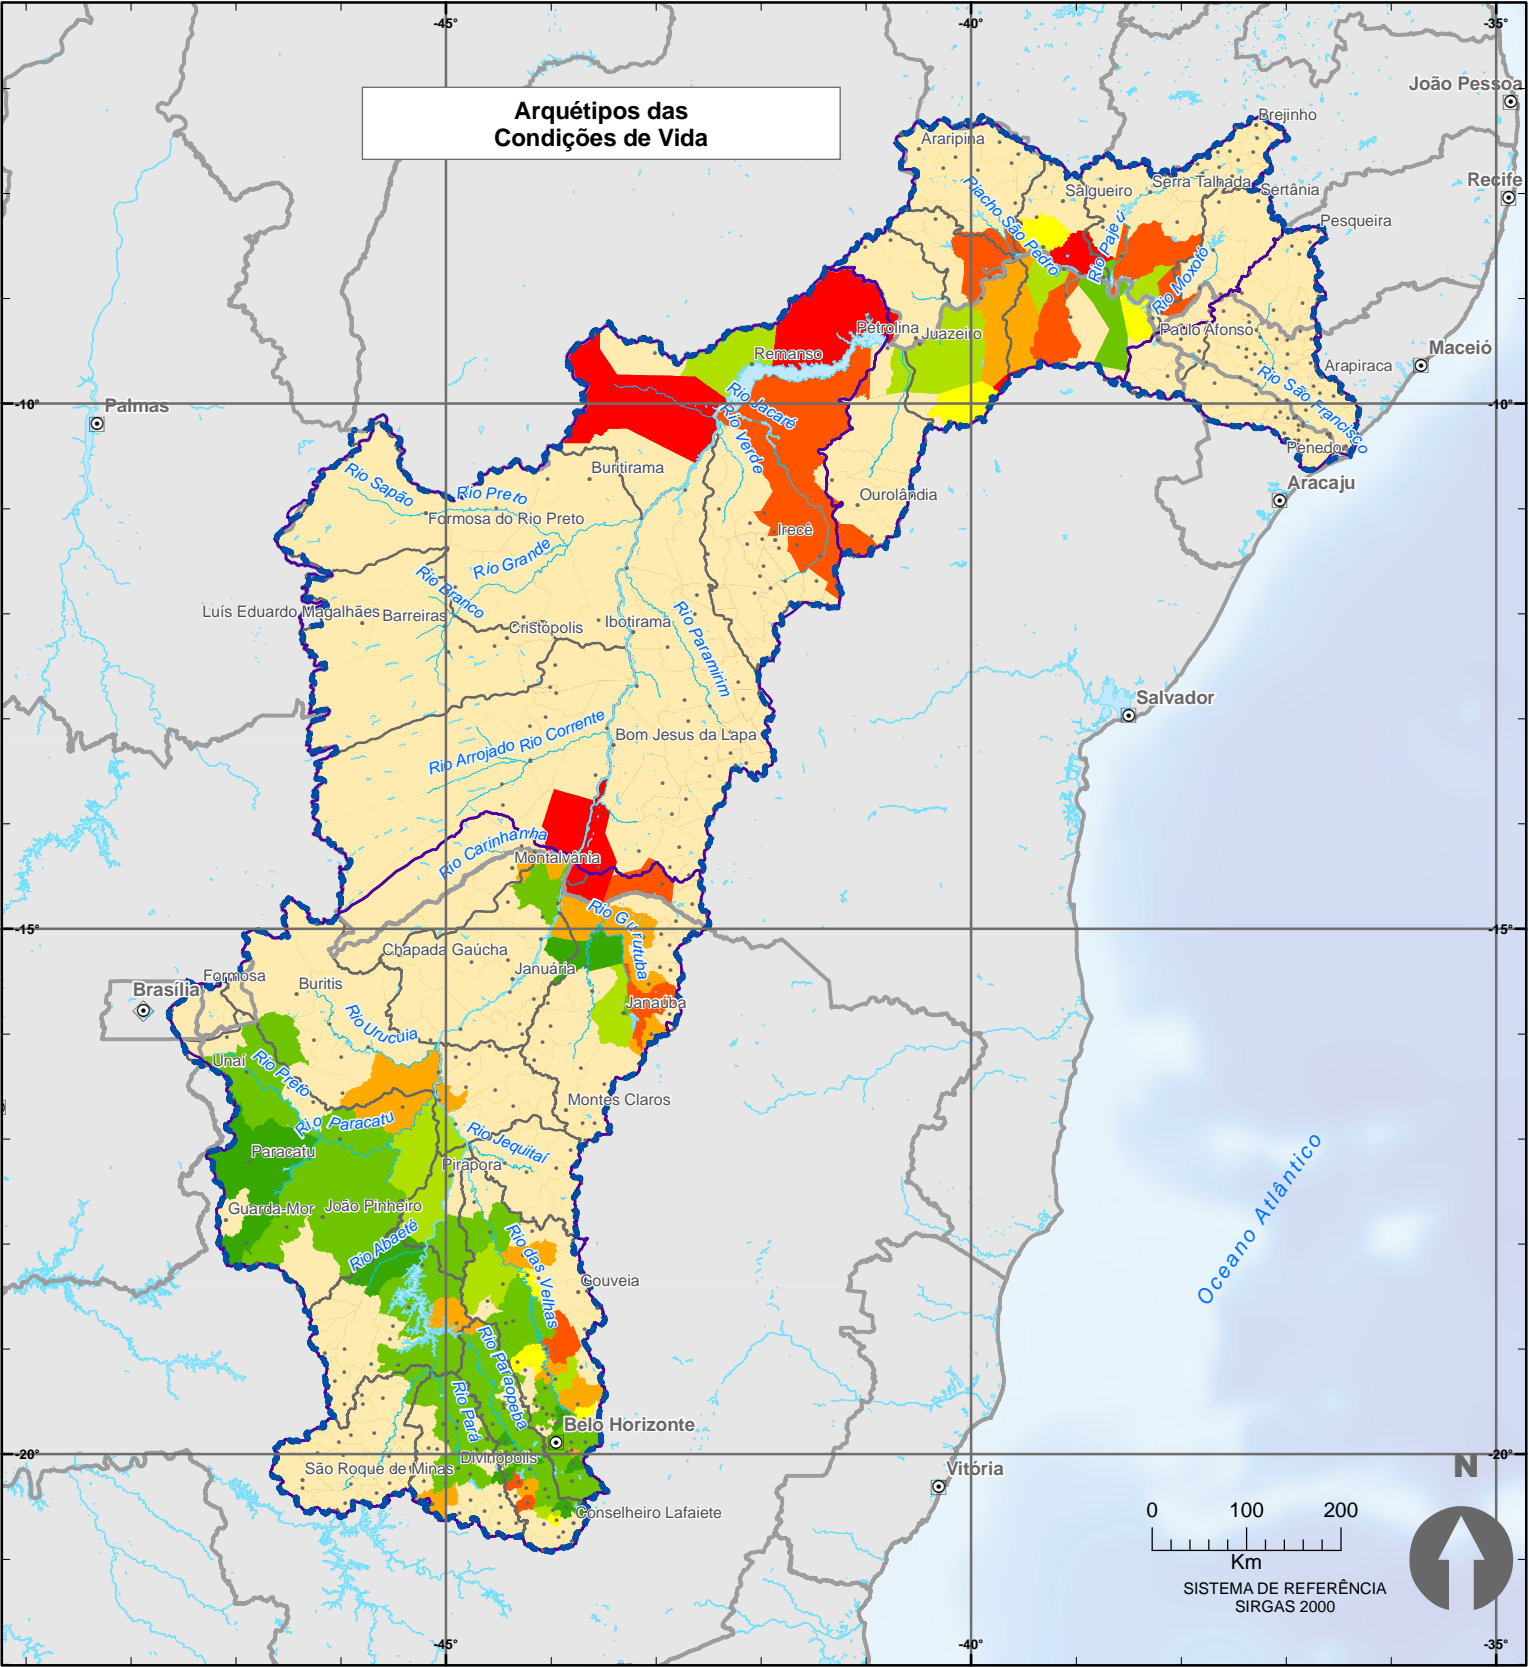 -45°
-40°
-35°
Arquétipos das
Condições de Vida
João Pessoa
Brejinho
Araripina
Recife
Serra Talhada
Salgueiro
Sertânia
Riacho São Pedro
Pesqueira
Rio Pajeú
Rio Moxotó
Petrolina
Juazeiro
Paulo Afonso
Maceió
Remanso
Arapiraca
Rio São Francisco
Rio Jacaré
-10°
-10°
Palmas
Rio Verde
Penedo
Buritirama
Rio Sapão
Rio Preto
Aracaju
Ourolândia
Formosa do Rio Preto
Irecê
Rio Grande
Rio Branco
Luís Eduardo Magalhães
Barreiras
Cristópolis
Ibotirama
Rio Paramirim
Salvador
Rio Corrente
Bom Jesus da Lapa
Rio Arrojado
Rio Carinhanha
Montalvânia
Rio Gurutuba
-15°
-15°
Chapada Gaúcha
Januária
Formosa
Buritis
Brasília
Janaúba
Rio Urucuia
Unaí
Rio Preto
Montes Claros
Rio Paracatu
Rio Jequitaí
Paracatu
Pirapora
Oceano Atlântico
Guarda-Mor
João Pinheiro
Rio Abaeté
Rio das Velhas
Gouveia
Rio Paraopeba
Rio Pará
Belo Horizonte
-20°
-20°
São Roque de Minas
Divinópolis
Vitória
N
Conselheiro Lafaiete
0 100 200
Km
SISTEMA DE REFERÊNCIA
SIRGAS 2000
-45°
-40°
-35°